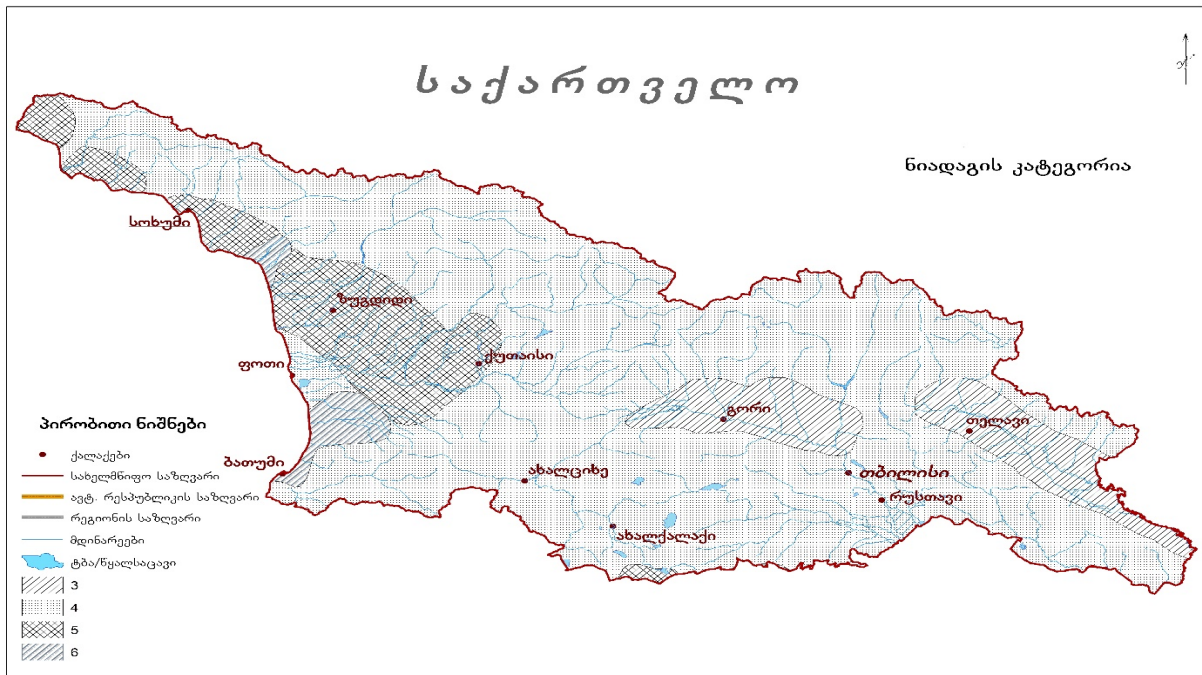 საქართველო
ნიადაგის კატეგორია
სოხუმი
ზუგდიდი
ქუთაისი
ფოთი
გორი
თელავი
ბათუმი
ახალციხე
თბილისი
რუსთავი
ახალქალაქი
პირობითი ნიშნები
ქალაქები
სახელმწიფო საზღვარი
ავტ. რესპუბლიკის საზღვარი
რეგიონის საზღვარი
მდინარეები
ტბა/წყალსაცავი
3
4
5
6